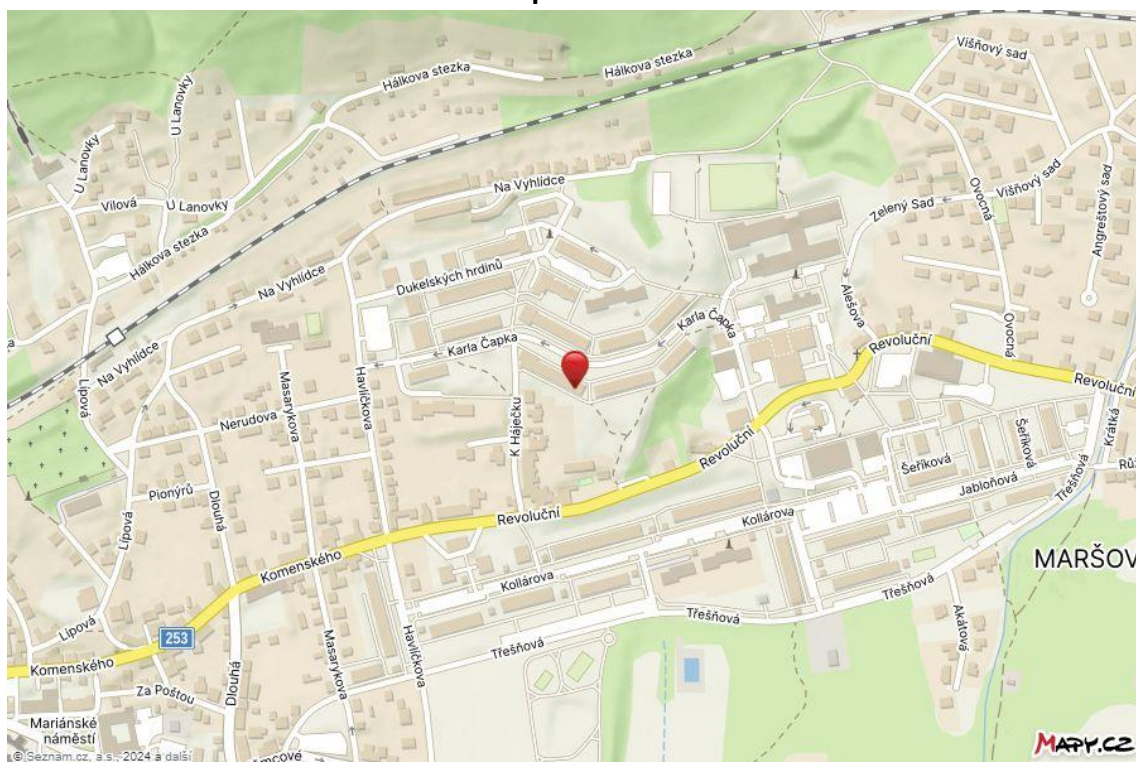 Višňový sad
Hálkova stezka
Hálkova stezka
U Lanovky
U Lanovky
Vilová
U Lanovky
Na Vyhlídce
Višňový sad
Ovocná
Zelený Sad
Angreštový sad
Hálkova stezka
Na Vyhlídce
Dukelských hrdinů
Alešova
Karla Čapka
Ovocná
Karla Čapka
Revoluční
Na Vyhlídce
Lipová
Masarykova
Havlíčkova
Revoluční
Krátká
Nerudova
K Háječku
Revoluční
Šeříková
Šeříková
Třešňová
Pionýrů
Dlouhá
Jabloňová
Lípová
Revoluční
Kollárova
Komenského
MARŠOV
Kollárova
Třešňová
Třešňová
Akátová
Lípová
253
Masarykova
Havlíčkova
Třešňová
Komenského
Za Poštou
Dlouhá
Mariánské
náměstí
© Seznam.cz, a.s., 2024 a další
MAPY.CZ